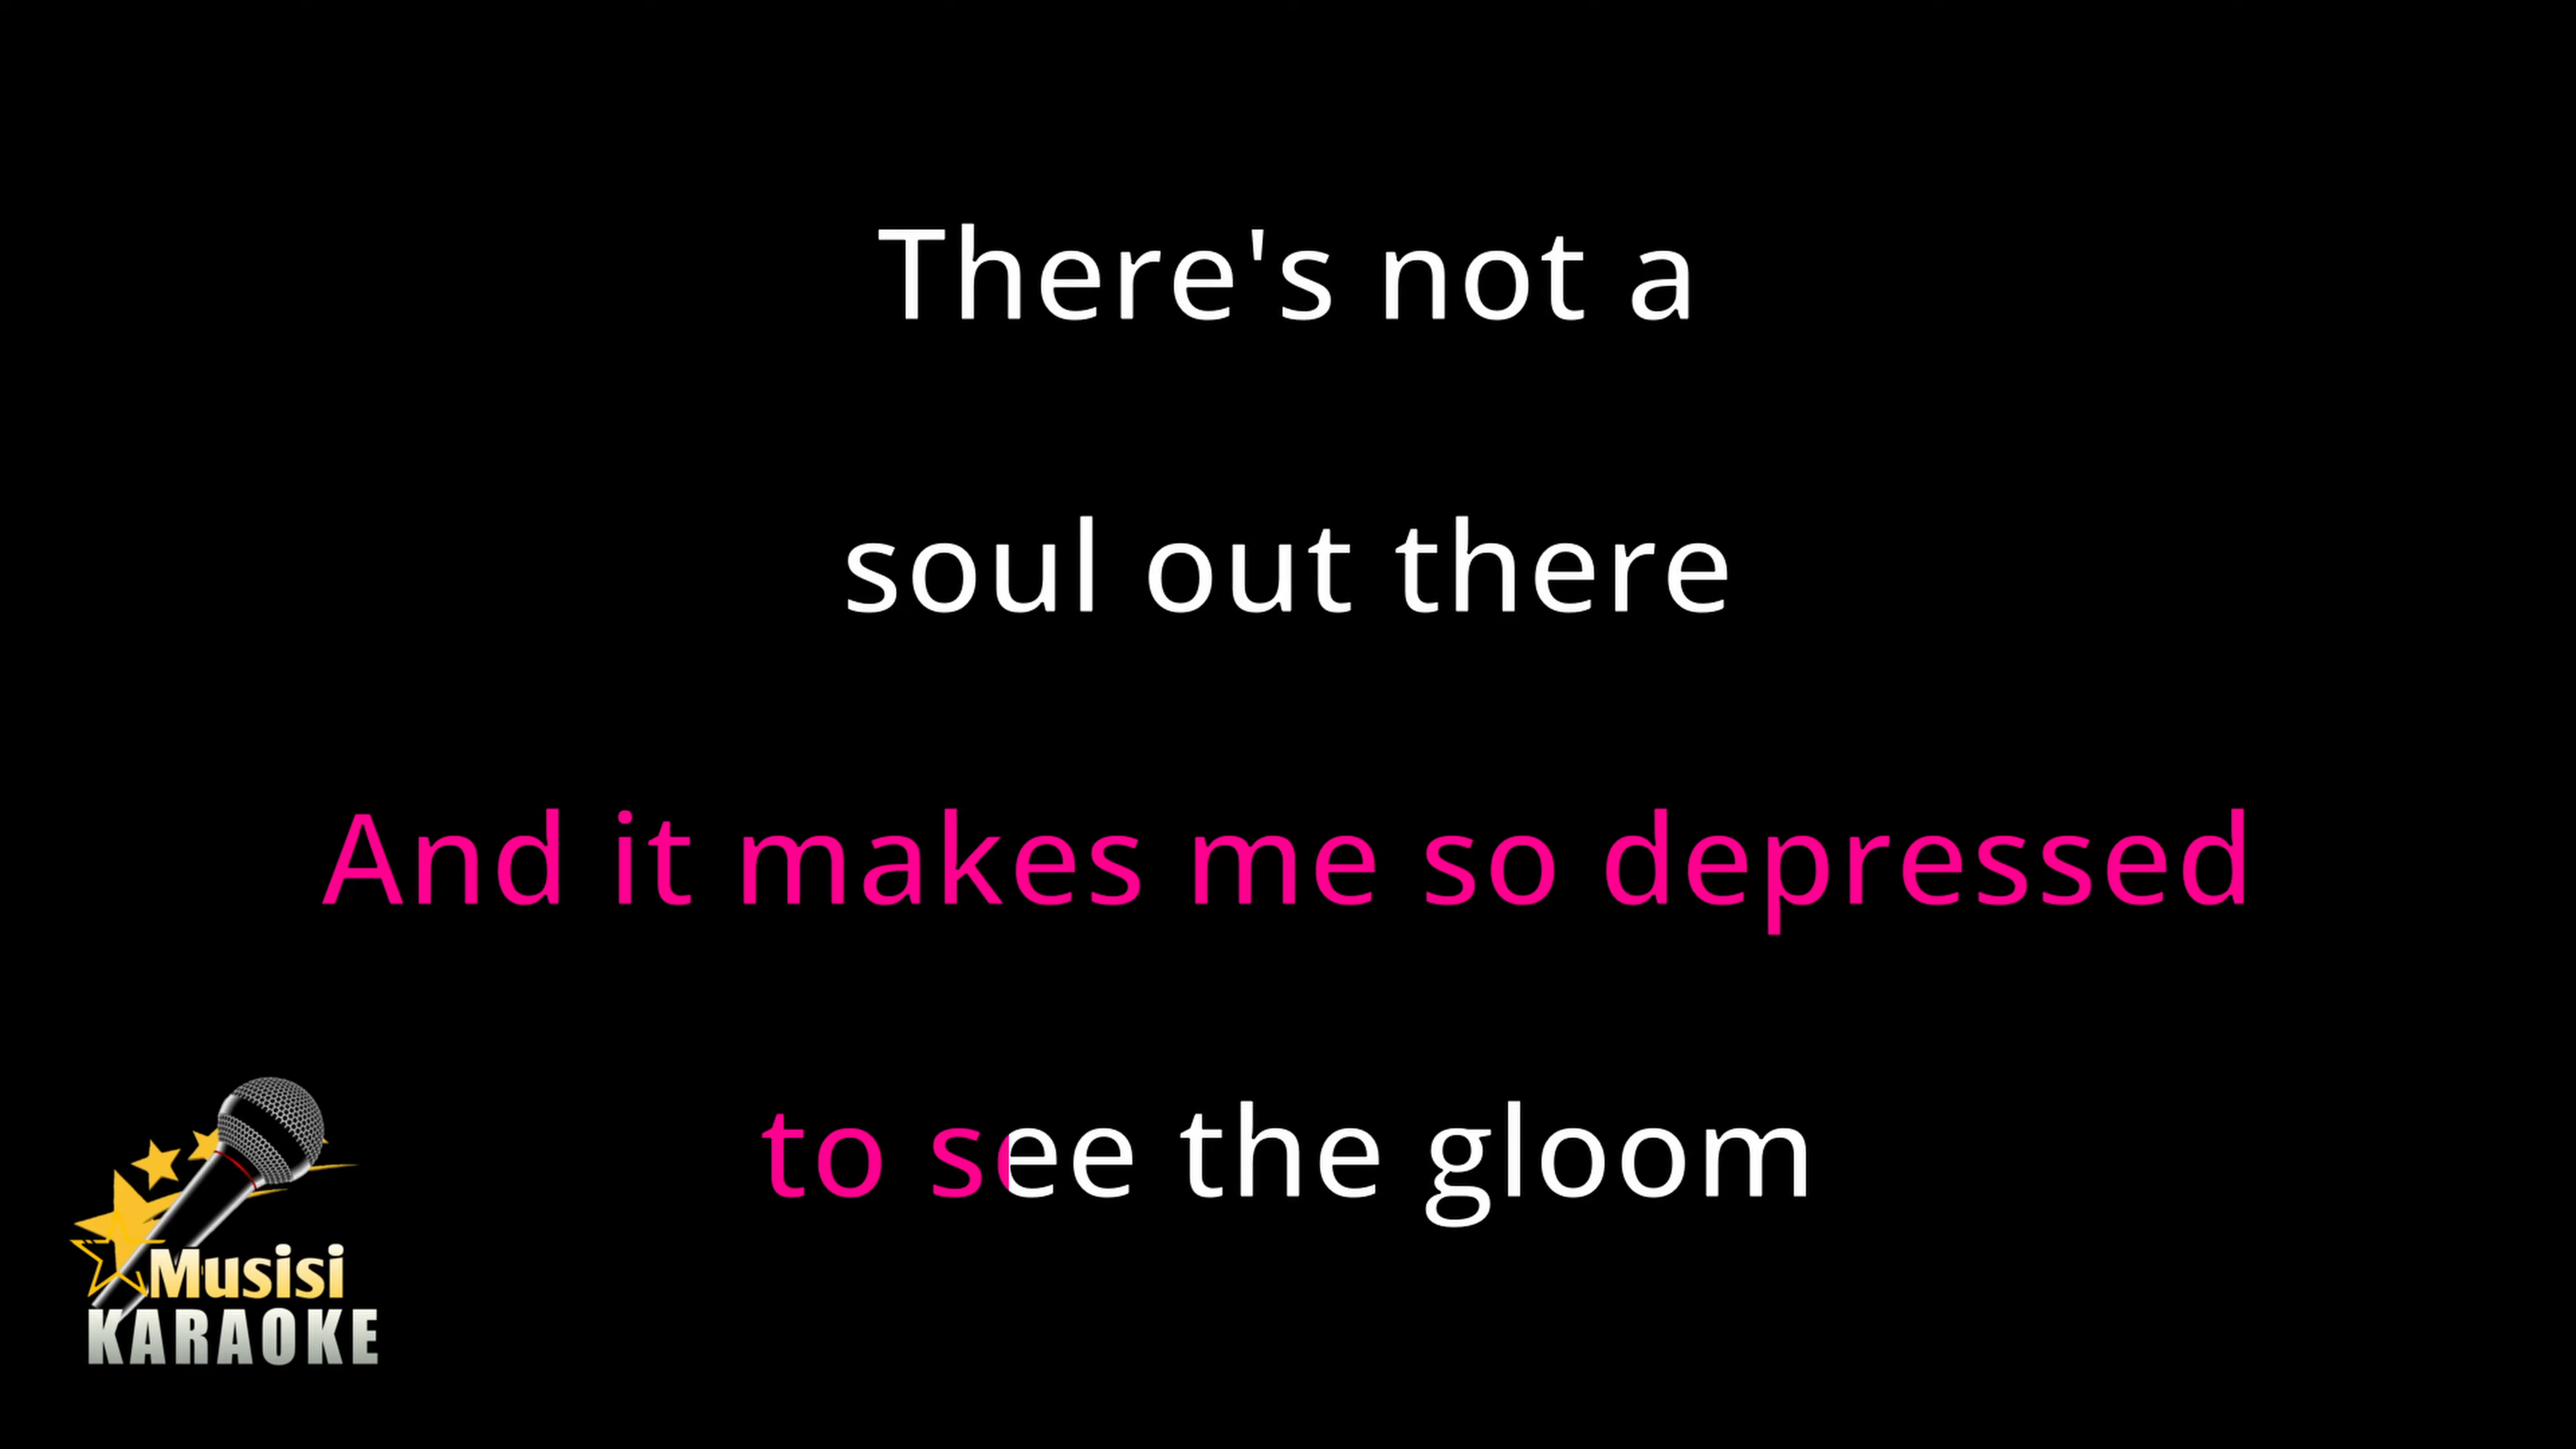 There's not a
soul out there
And it makes me so depressed
to see the gloom
Musisi
KARAOKE